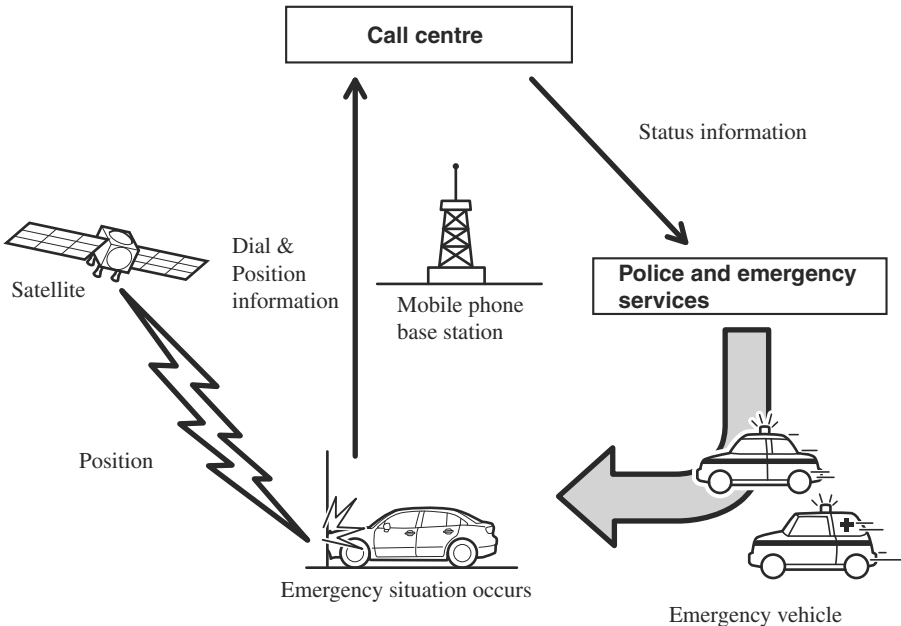 Call centre
Status information
Dial &
Position
information
Satellite
Mobile phone
base station
Police and emergency
services
Position
Emergency situation occurs
Emergency vehicle